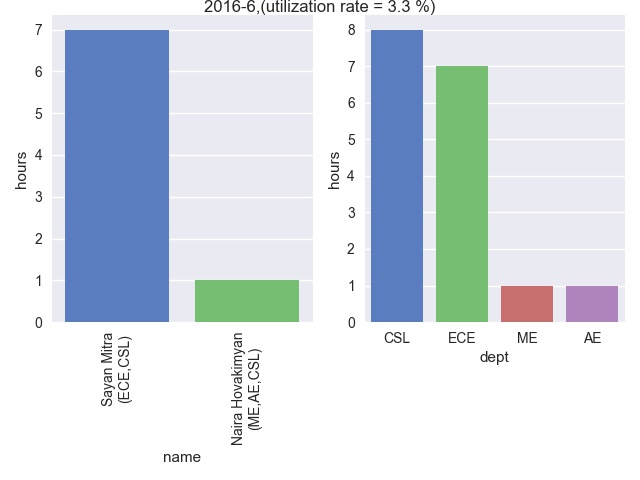 2016-6,(utilization rate = 3.3 %)
hours
7
6
5
4
3
2
1
0
Sayan Mitra
(ECE,CSL)
Naira Hovakimyan
(ME,AE,CSL)
name
hours
8
7
6
5
4
3
2
1
0
CSL ECE ME AE
dept